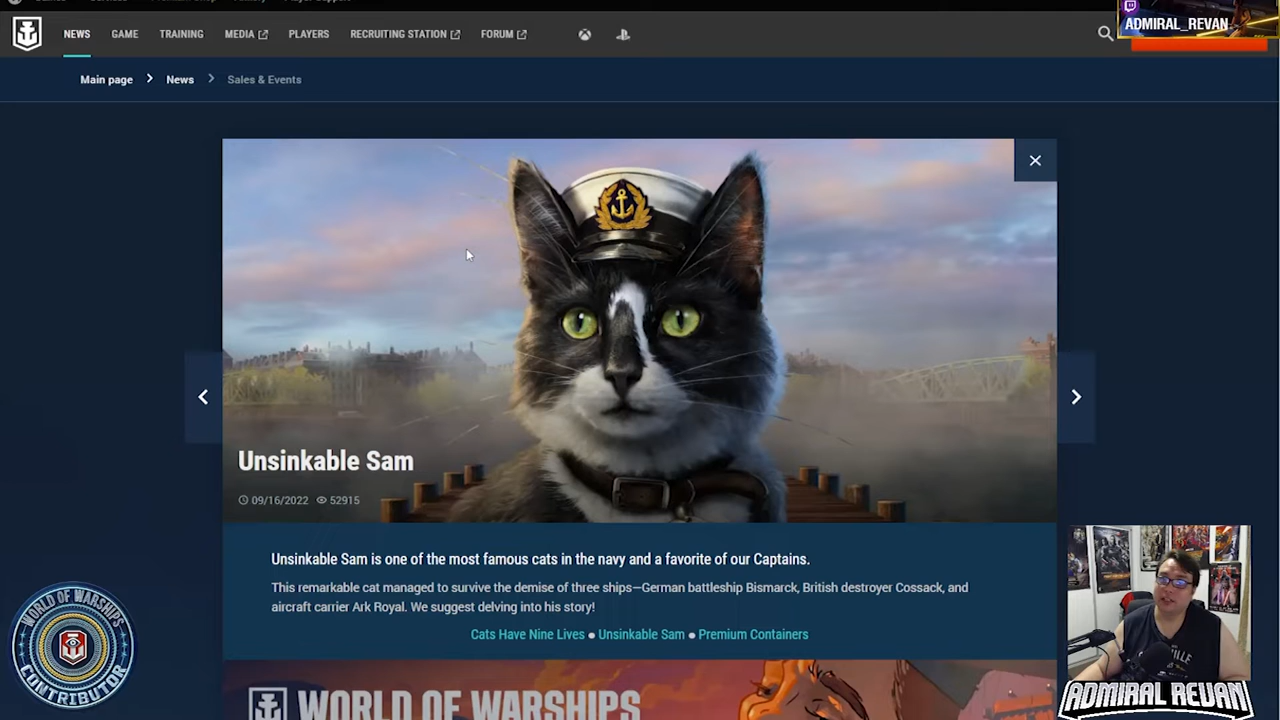 ADMIRAL_REVAN
NEWS GAME TRAINING MEDIA PLAYERS RECRUITING STATION FORUM
Main page > News > Sales & Events
Unsinkable Sam
09/16/2022 52915
Unsinkable Sam is one of the most famous cats in the navy and a favorite of our Captains.
This remarkable cat managed to survive the demise of three ships—German battleship Bismarck, British destroyer Cossack, and
aircraft carrier Ark Royal. We suggest delving into his story!
Cats Have Nine Lives ● Unsinkable Sam ● Premium Containers
WORLD OF WARSHIPS
WORLD OF WARSHIPS
CONTRIBUTOR
ADMIRAL REVAN